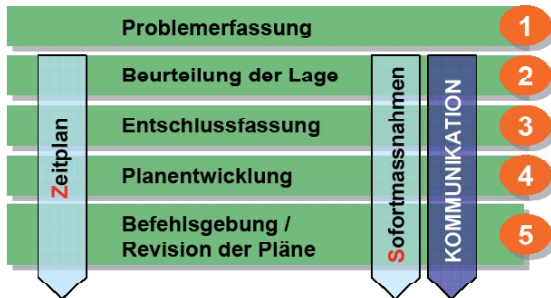 Problemerfassung 1
Beurteilung der Lage 2
Entschlussfassung 3
Planentwicklung 4
Befehlsgebung /
Revision der Pläne 5
Zeitplan
Sofortmassnahmen
KOMMUNIKATION